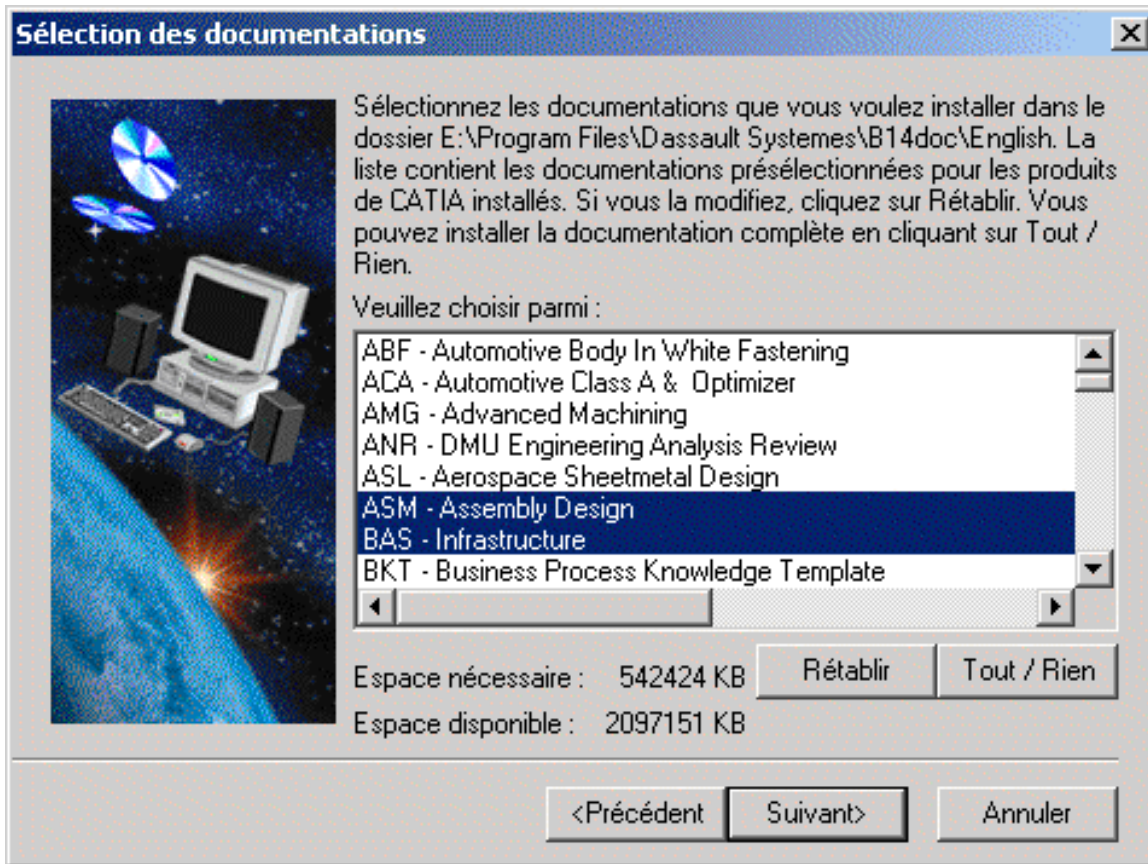 Sélection des documentations
Sélectionnez les documentations que vous voulez installer dans le
dossier E:\Program Files\Dassault Systemes\B14doc\English. La
liste contient les documentations présélectionnées pour les produits
de CATIA installés. Si vous la modifiez, cliquez sur Rétablir. Vous
pouvez installer la documentation complète en cliquant sur Tout /
Rien.
Veuillez choisir parmi :
ABF - Automotive Body In White Fastening
ACA - Automotive Class A & Optimizer
AMG - Advanced Machining
ANR - DMU Engineering Analysis Review
ASL - Aerospace Sheetmetal Design
ASM - Assembly Design
BAS - Infrastructure
BKT - Business Process Knowledge Template
Espace nécessaire : 542424 KB Rétablir Tout / Rien
Espace disponible : 2097151 KB
<Précédent Suivant> Annuler